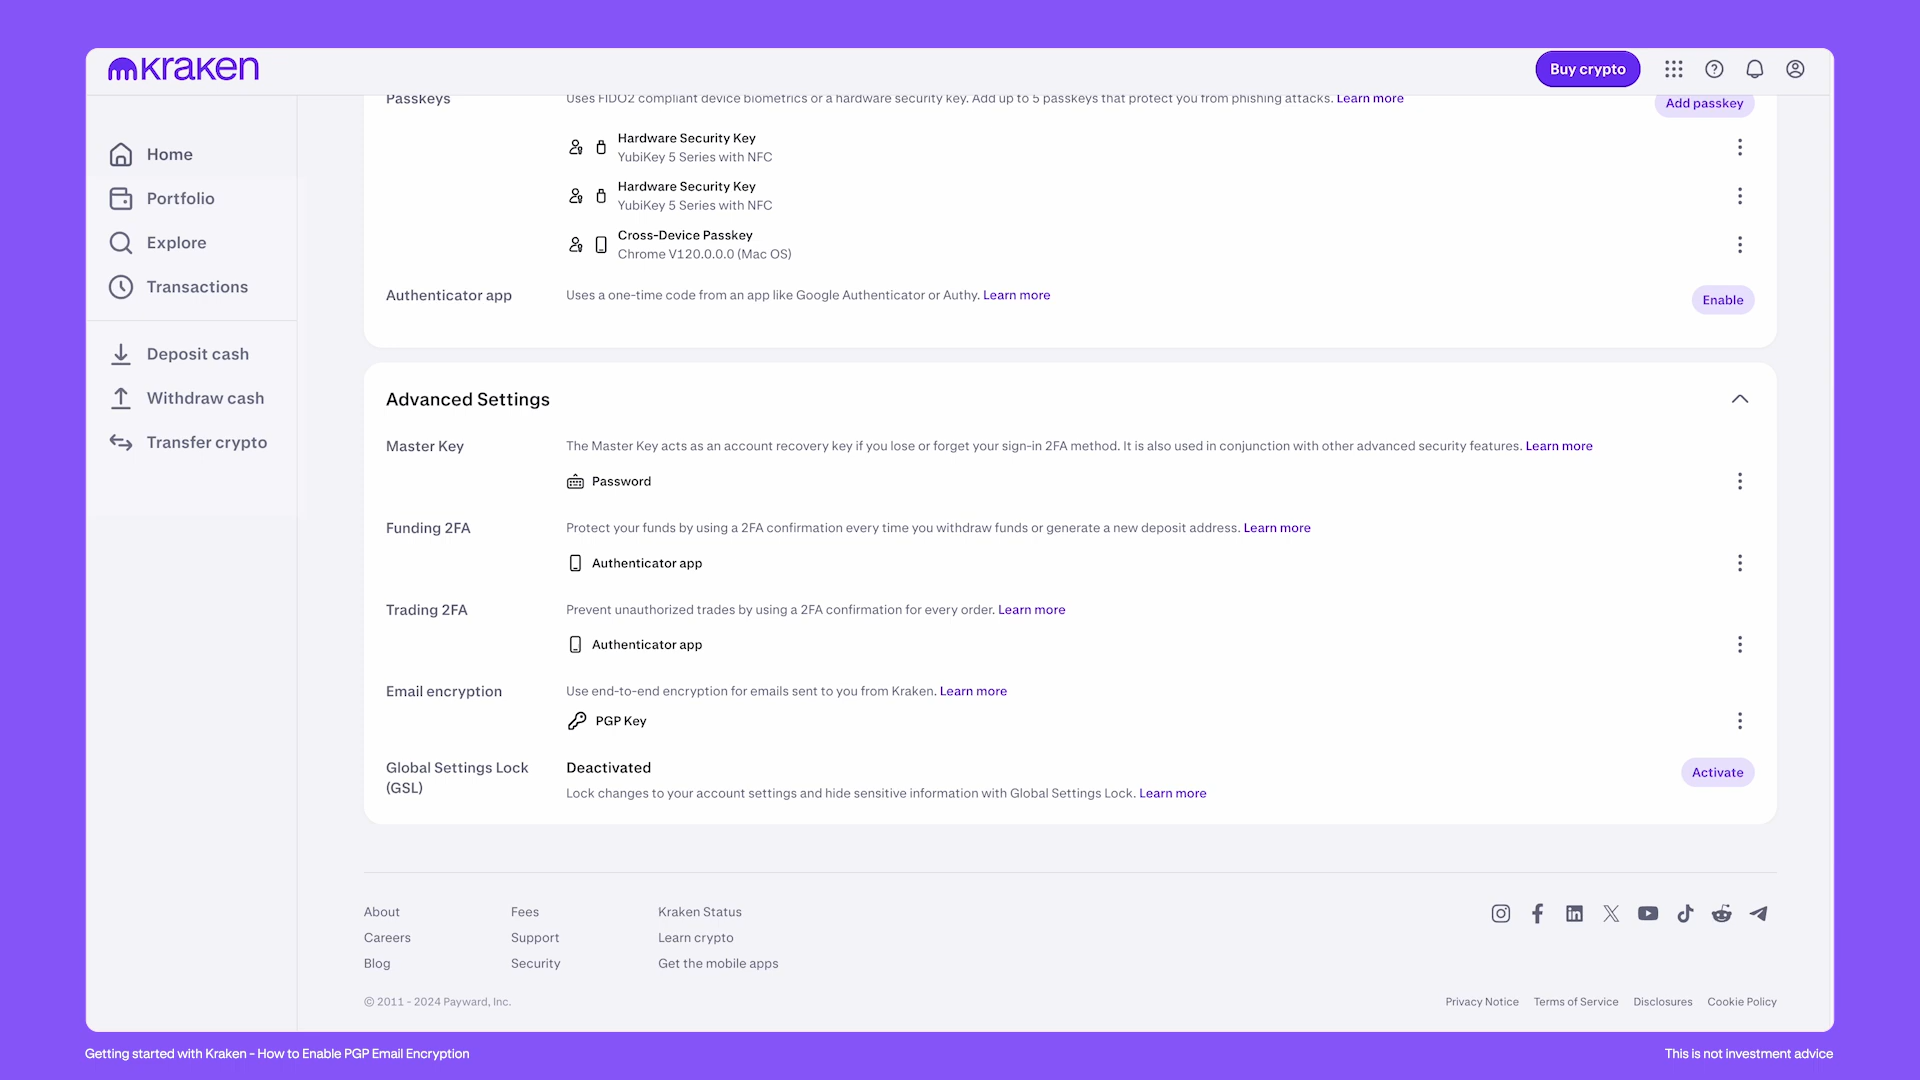 kraken
Buy crypto
Home
Portfolio
Explore
Transactions
Deposit cash
Withdraw cash
Transfer crypto
Passkeys
Uses FIDO2 compliant device biometrics or a hardware security key. Add up to 5 passkeys that protect you from phishing attacks. Learn more
Add passkey
Hardware Security Key
YubiKey 5 Series with NFC
Hardware Security Key
YubiKey 5 Series with NFC
Cross-Device Passkey
Chrome V120.0.0.0 (Mac OS)
Authenticator app
Uses a one-time code from an app like Google Authenticator or Authy. Learn more
Enable
Advanced Settings
Master Key
The Master Key acts as an account recovery key if you lose or forget your sign-in 2FA method. It is also used in conjunction with other advanced security features. Learn more
Password
Funding 2FA
Protect your funds by using a 2FA confirmation every time you withdraw funds or generate a new deposit address. Learn more
Authenticator app
Trading 2FA
Prevent unauthorized trades by using a 2FA confirmation for every order. Learn more
Authenticator app
Email encryption
Use end-to-end encryption for emails sent to you from Kraken. Learn more
PGP Key
Global Settings Lock
(GSL)
Deactivated
Lock changes to your account settings and hide sensitive information with Global Settings Lock. Learn more
Activate
About
Careers
Blog
Fees
Support
Security
Kraken Status
Learn crypto
Get the mobile apps
© 2011 - 2024 Payward, Inc.
Privacy Notice
Terms of Service
Disclosures
Cookie Policy
Getting started with Kraken - How to Enable PGP Email Encryption
This is not investment advice